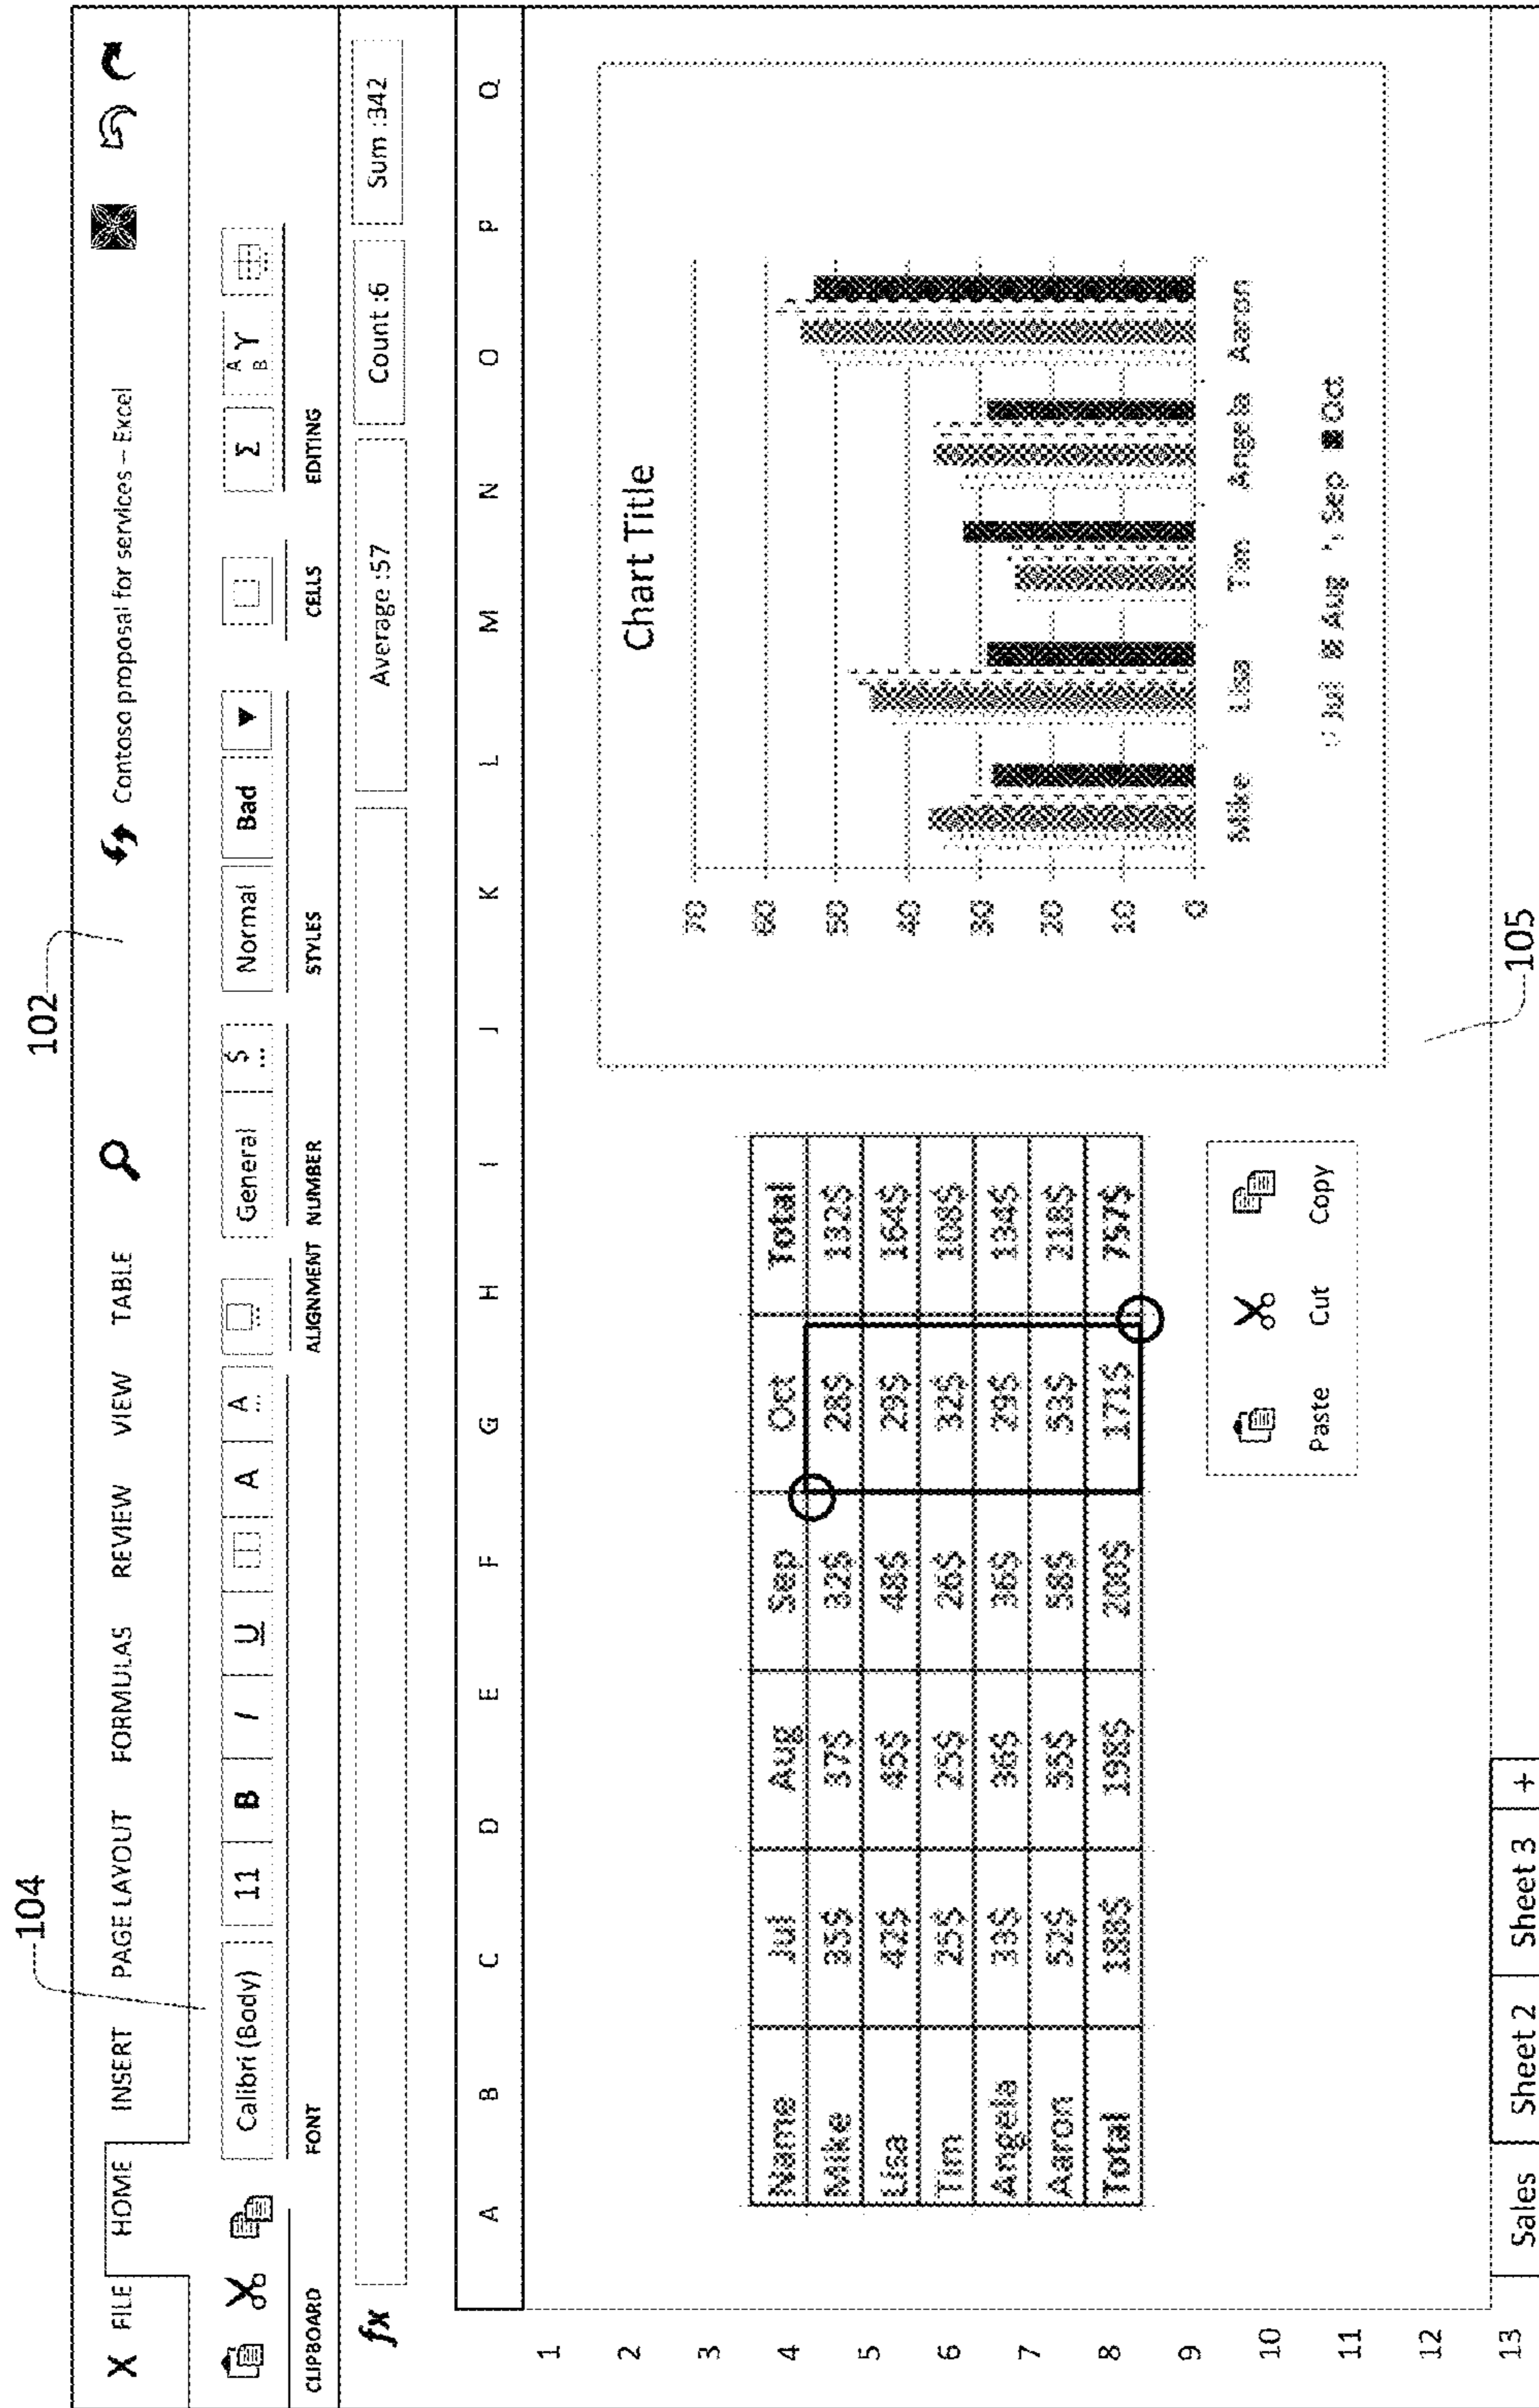 102
104
X FILE HOME INSERT PAGE LAYOUT FORMULAS REVIEW VIEW TABLE Contoso proposal for services – Excel
Calibri (Body) 11 B I U A A General $ Normal Bad Σ A B
CLIPBOARD FONT ALIGNMENT NUMBER STYLES CELLS EDITING
fx Average :57 Count :6 Sum :342
A B C D E F G H I J K L M N O P Q
1
2
3
4
5
6
7
8
9
10
11
12
13
Name Jul Aug Sep Oct Total
Mike 35$ 37$ 32$ 28$ 132$
Lisa 42$ 45$ 48$ 29$ 164$
Tim 25$ 25$ 26$ 32$ 108$
Angela 33$ 36$ 36$ 29$ 134$
Aaron 52$ 55$ 58$ 53$ 218$
Total 188$ 198$ 200$ 171$ 757$
Paste Cut Copy
Chart Title
70
60
50
40
30
20
10
0
Mike Lisa Tim Angela Aaron
Jul Aug Sep Oct
105
Sales Sheet 2 Sheet 3 +